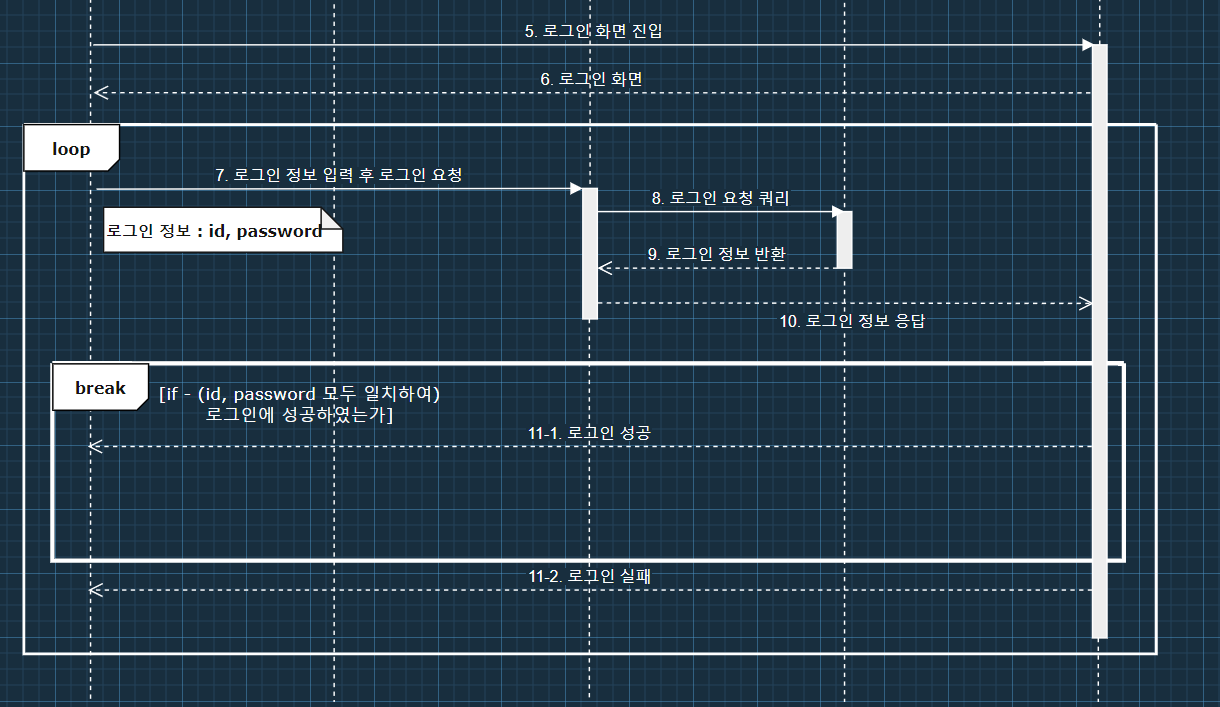 5. 로그인 화면 진입
6. 로그인 화면
loop
7. 로그인 정보 입력 후 로그인 요청
8. 로그인 요청 쿼리
로그인 정보 : id, password
9. 로그인 정보 반환
10. 로그인 정보 응답
break
[if - (id, password 모두 일치하여)
로그인에 성공하였는가]
11-1. 로그인 성공
11-2. 로그인 실패